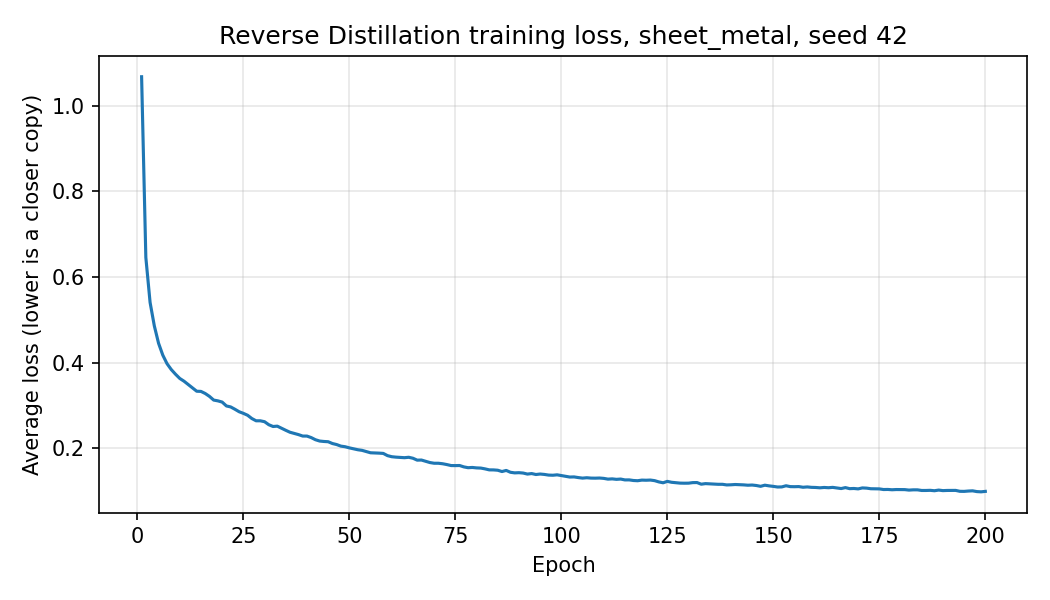 Reverse Distillation training loss, sheet_metal, seed 42
Average loss (lower is a closer copy)
1.0
0.8
0.6
0.4
0.2
0 25 50 75 100 125 150 175 200
Epoch